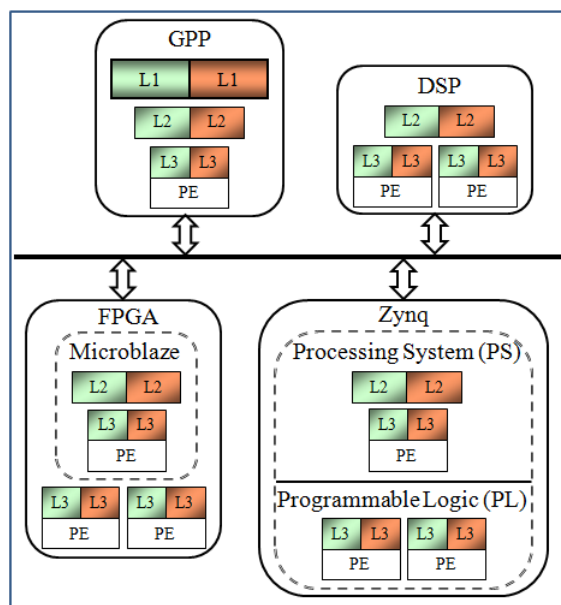 GPP
L1 L1
L2 L2
L3 L3
PE
DSP
L2 L2
L3 L3 L3 L3
PE PE
FPGA
Microblaze
L2 L2
L3 L3
PE
L3 L3 L3 L3
PE PE
Zynq
Processing System (PS)
L2 L2
L3 L3
PE
Programmable Logic (PL)
L3 L3 L3 L3
PE PE